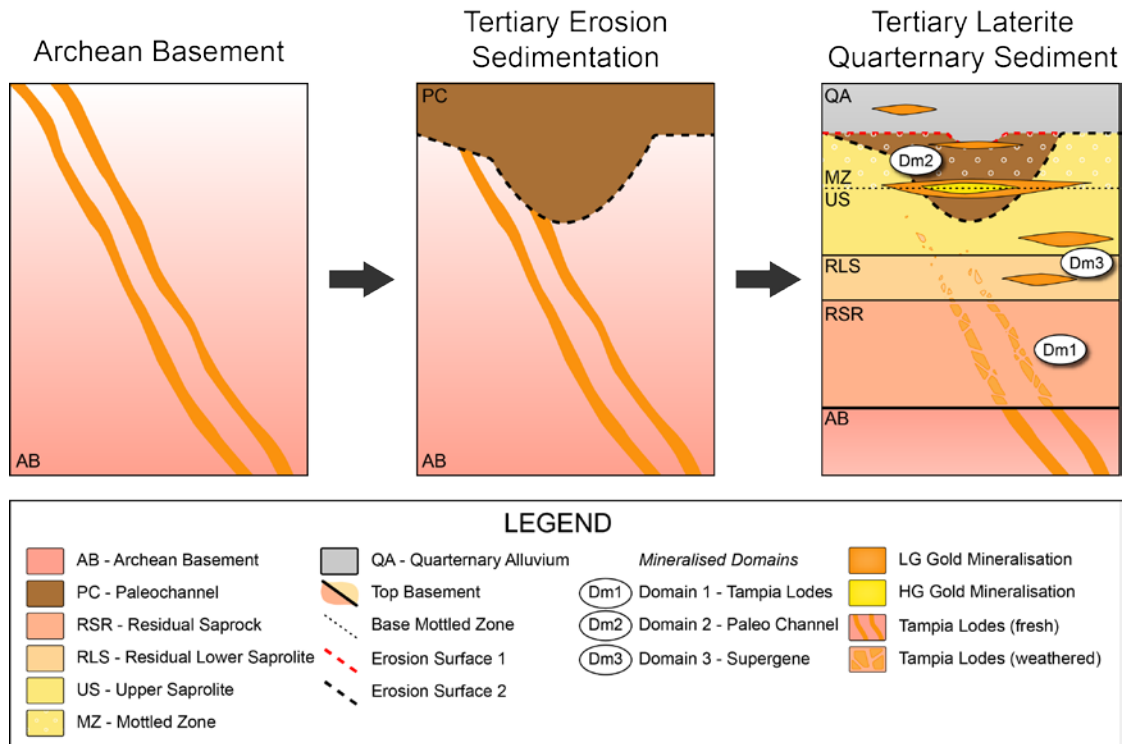 Archean Basement
Tertiary Erosion
Sedimentation
Tertiary Laterite
Quarternary Sediment
AB
PC
AB
QA
Dm2
MZ
US
Dm3
RLS
RSR
Dm1
AB
LEGEND
AB - Archean Basement
PC - Paleochannel
RSR - Residual Saprock
RLS - Residual Lower Saprolite
US - Upper Saprolite
MZ - Mottled Zone
QA - Quarternary Alluvium
Top Basement
Base Mottled Zone
Erosion Surface 1
Erosion Surface 2
Mineralised Domains
Dm1 Domain 1 - Tampia Lodes
Dm2 Domain 2 - Paleo Channel
Dm3 Domain 3 - Supergene
LG Gold Mineralisation
HG Gold Mineralisation
Tampia Lodes (fresh)
Tampia Lodes (weathered)